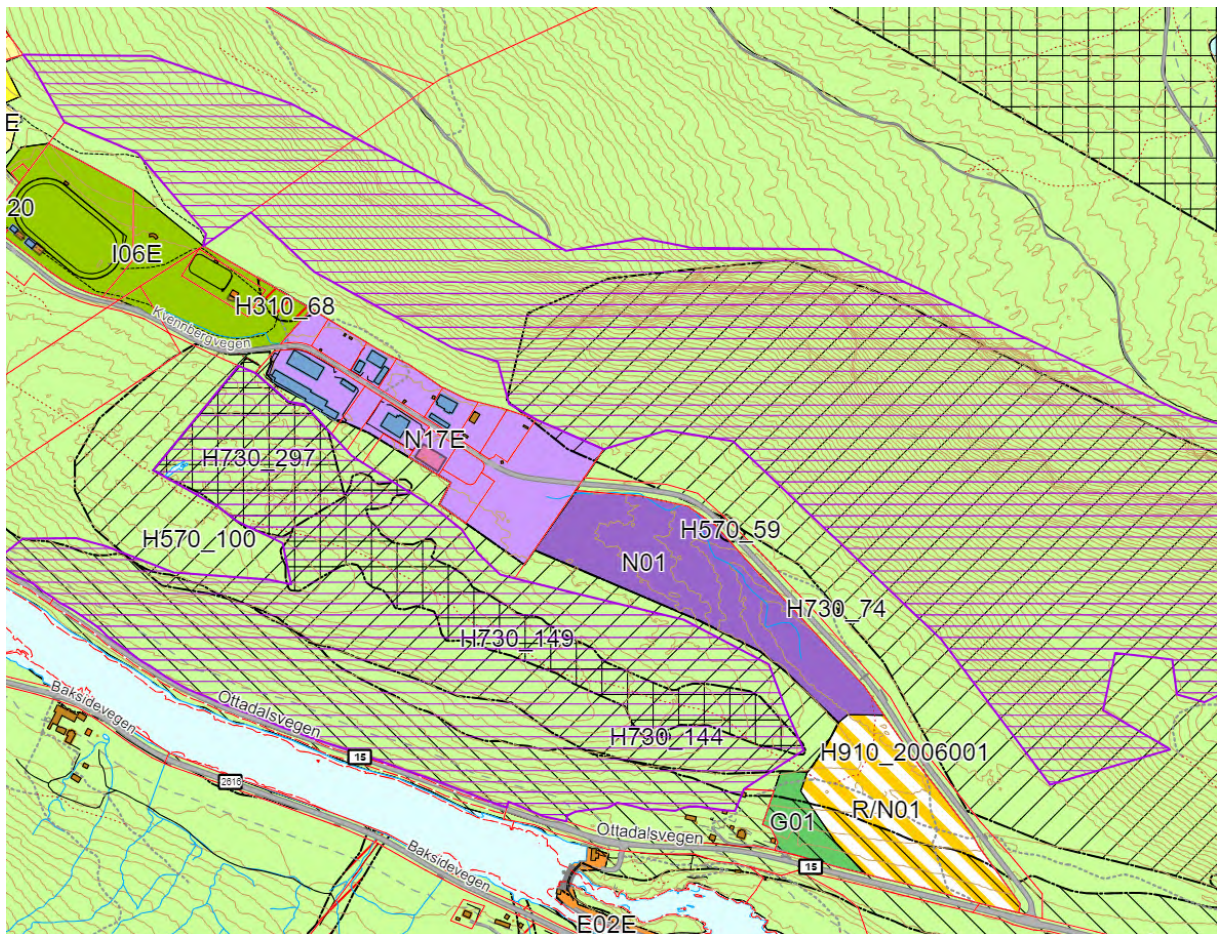 E
20
I06E
H310_68
Kvennbergvegen
N17E
H730_297
H570_100
H570_59
N01
H730_74
H730_149
H730_144
Ottadalsvegen
Baksidevegen
15
2616
H910_2006001
R/N01
G01
Ottadalsvegen
15
Baksidevegen
E02E